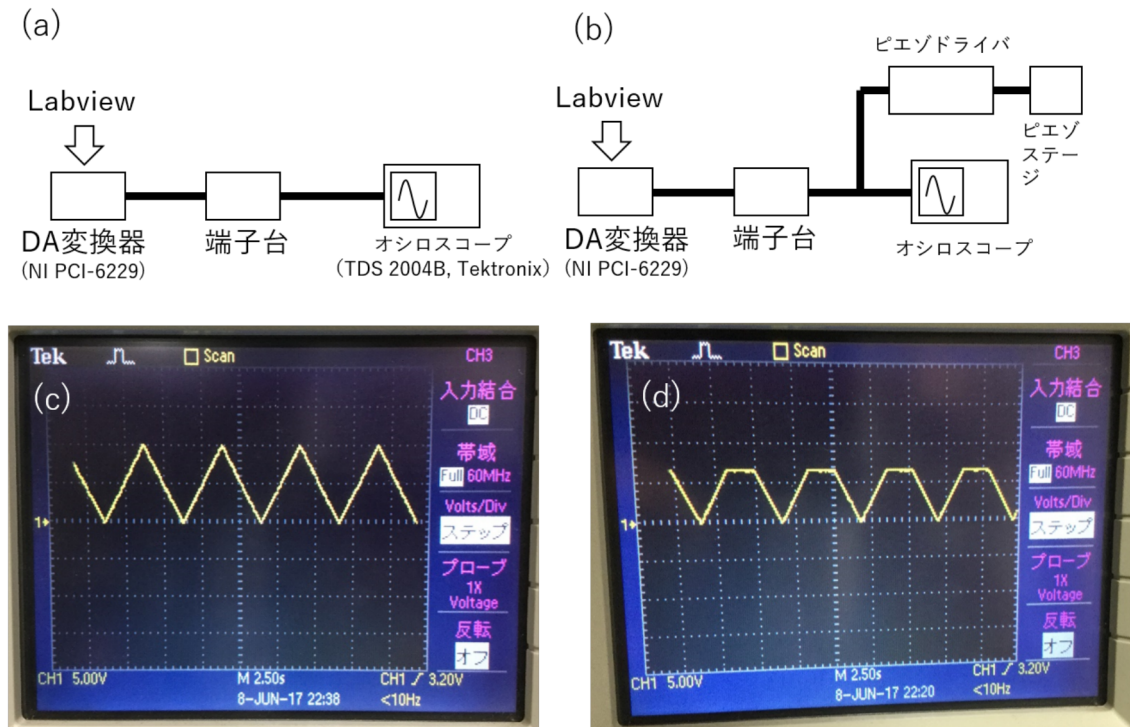 (a)
Labview
DA変換器
(NI PCI-6229)
端子台
オシロスコープ
(TDS 2004B, Tektronix)
(b)
Labview
DA変換器
(NI PCI-6229)
端子台
ピエゾドライバ
ピエゾ
ステー
ジ
オシロスコープ
(c)
Tek
Scan
CH3
入力結合
DC
帯域
Full 60MHz
Volts/Div
ステップ
プローブ
1X
Voltage
反転
オフ
1
CH1 5.00V
M 2.50s
CH1 3.20V
8-JUN-17 22:38
<10Hz
(d)
Tek
Scan
CH3
入力結合
DC
帯域
Full 60MHz
Volts/Div
ステップ
プローブ
1X
Voltage
反転
オフ
1
CH1 5.00V
M 2.50s
CH1 3.20V
8-JUN-17 22:20
<10Hz